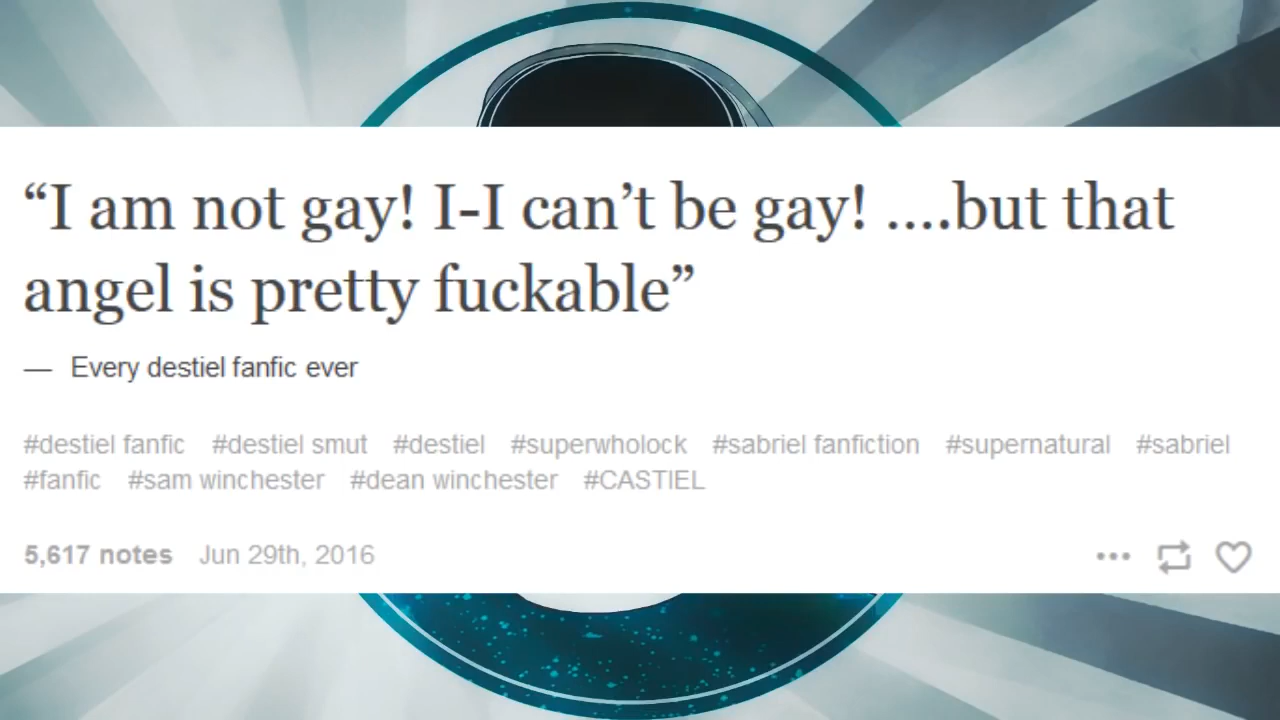 “I am not gay! I-I can’t be gay! ....but that
angel is pretty fuckable”
— Every destiel fanfic ever
#destiel fanfic #destiel smut #destiel #superwholock #sabriel fanfiction #supernatural #sabriel
#fanfic #sam winchester #dean winchester #CASTIEL
5,617 notes Jun 29th, 2016